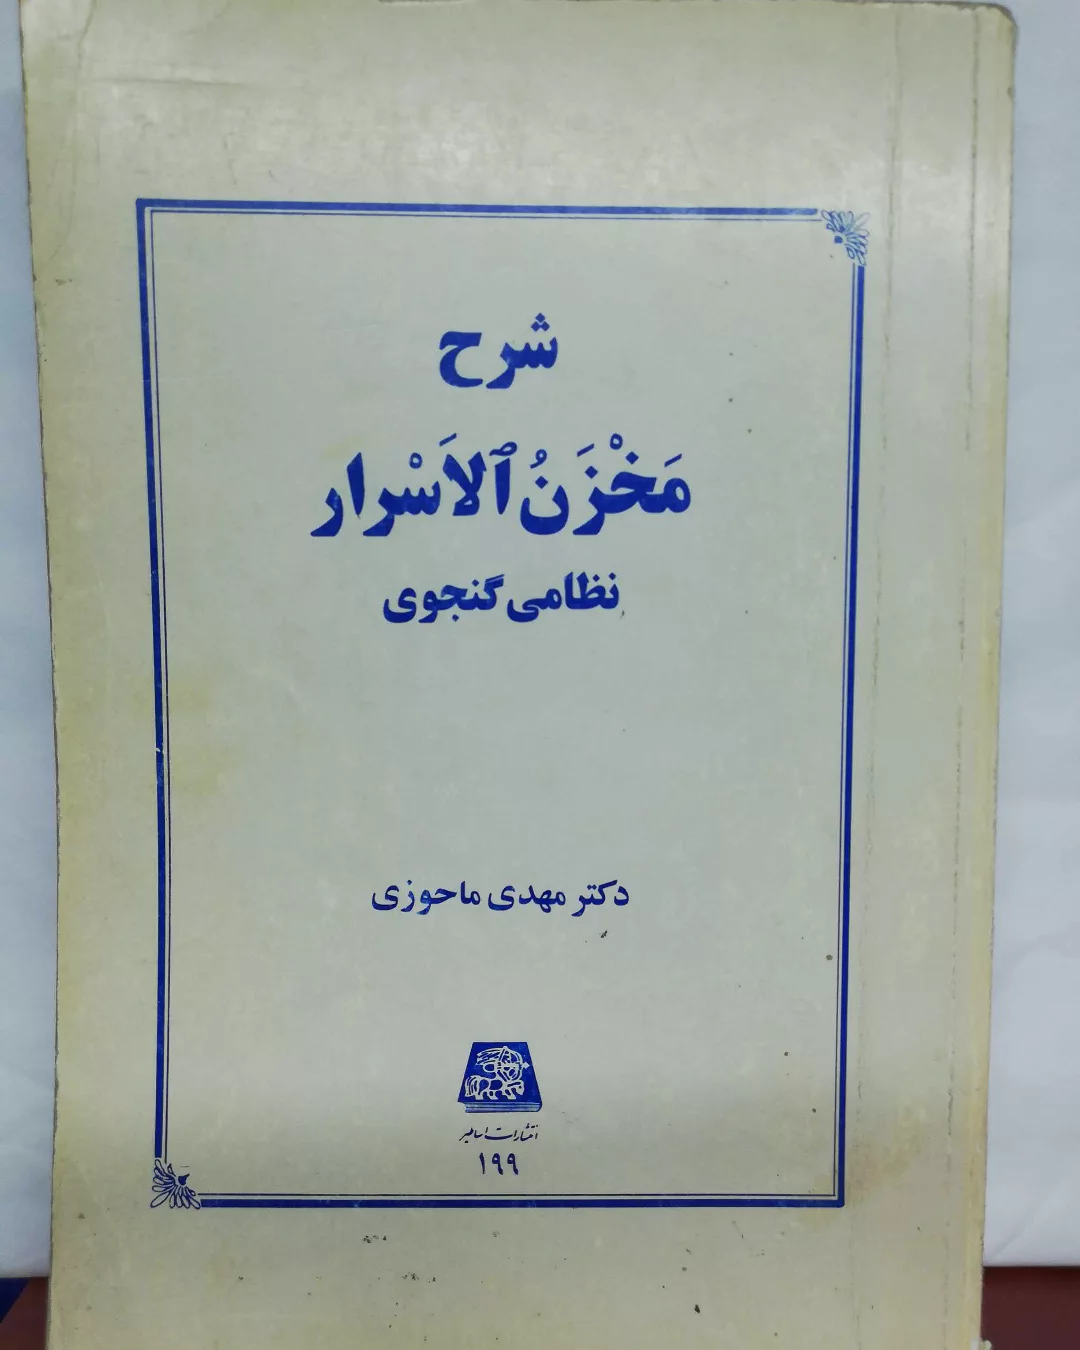 شرح
مَخْزَنُ ٱلاَسْرار
نظامی گنجوی
دکتر مهدی ماحوزی
انتشارات اساطیر
۱۹۹